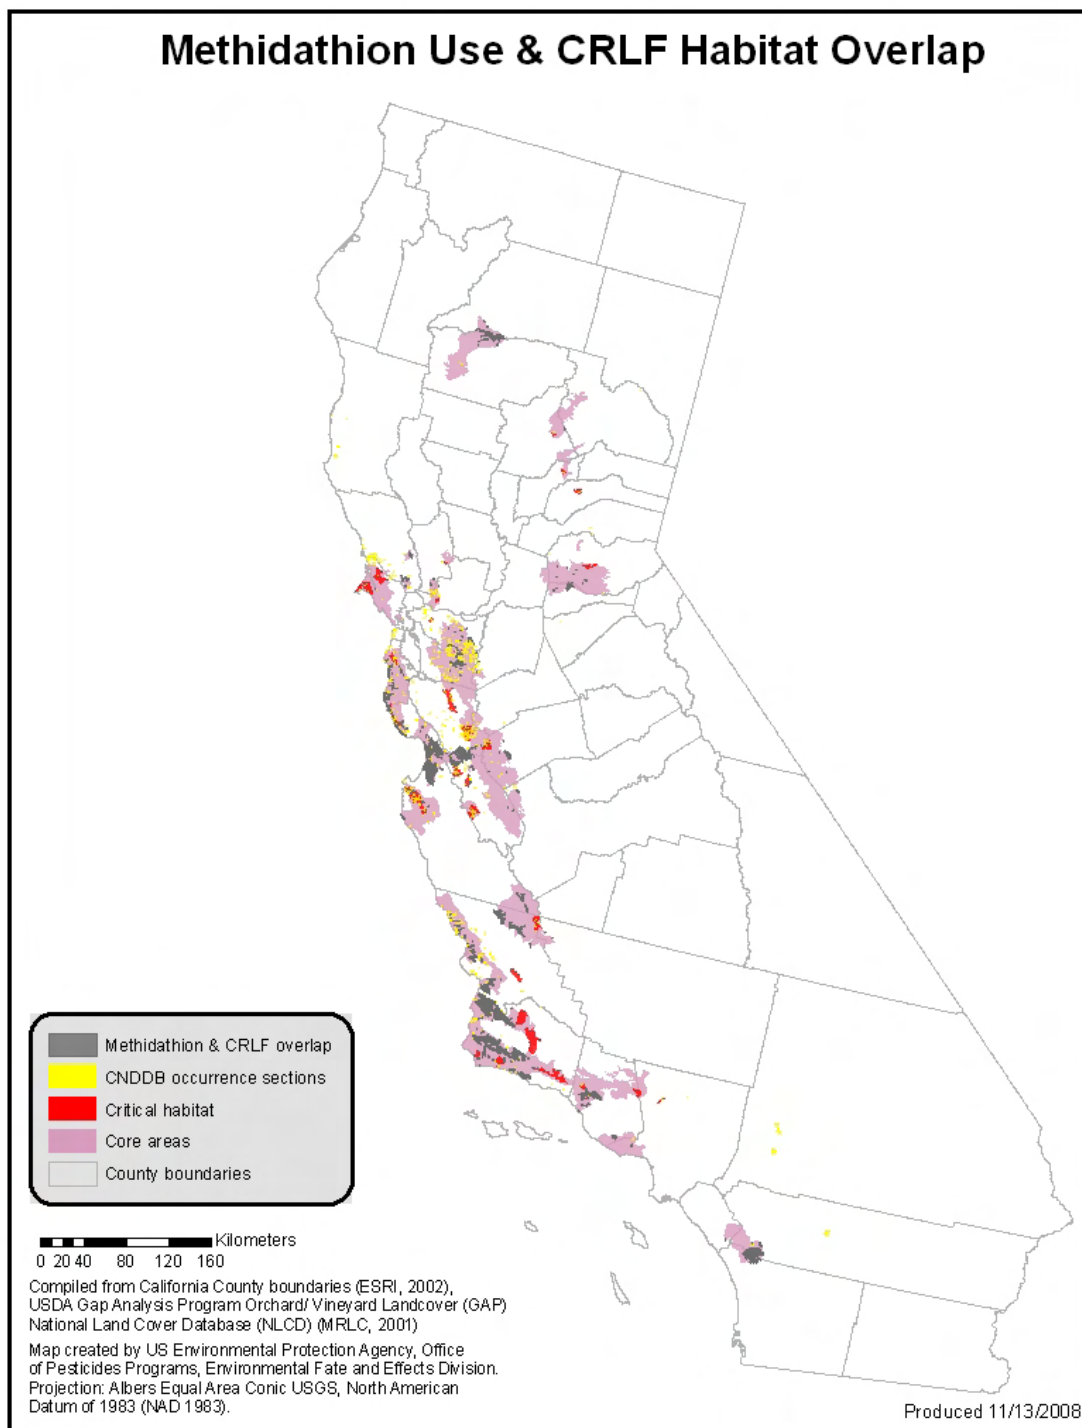 Methidathion Use & CRLF Habitat Overlap
Methidathion & CRLF overlap
CNDDB occurrence sections
Critical habitat
Core areas
County boundaries
Kilometers
0 20 40 80 120 160
Compiled from California County boundaries (ESRI, 2002),
USDA Gap Analysis Program Orchard/ Vineyard Landcover (GAP)
National Land Cover Database (NLCD) (MRLC, 2001)
Map created by US Environmental Protection Agency, Office
of Pesticides Programs, Environmental Fate and Effects Division.
Projection: Albers Equal Area Conic USGS, North American
Datum of 1983 (NAD 1983).
Produced 11/13/2008